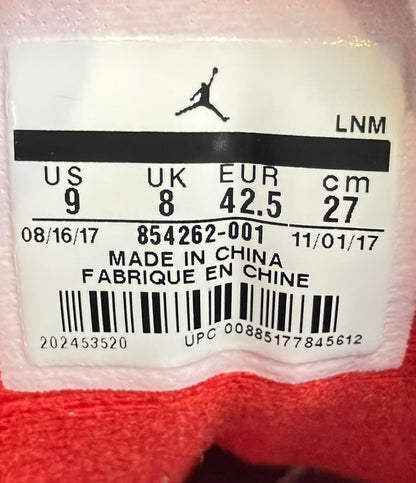 LNM
US UK EUR cm
9 8 42.5 27
08/16/17 854262-001 11/01/17
MADE IN CHINA
FABRIQUE EN CHINE
202453520 UPC 00885177845612